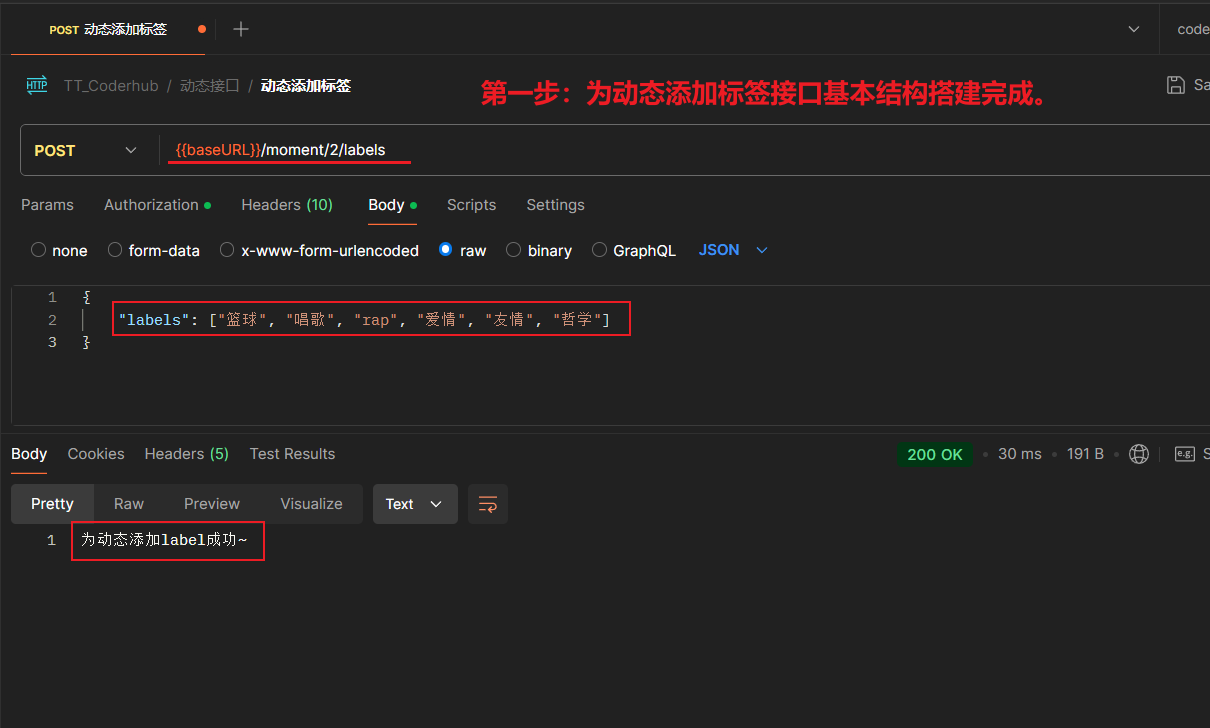 POST 动态添加标签
code
TT_Coderhub / 动态接口 / 动态添加标签
第一步：为动态添加标签接口基本结构搭建完成。
Sa
POST
{{baseURL}}/moment/2/labels
Params Authorization Headers (10) Body Scripts Settings
none form-data x-www-form-urlencoded raw binary GraphQL JSON
1 {
2 "labels": ["篮球", "唱歌", "rap", "爱情", "友情", "哲学"]
3 }
Body Cookies Headers (5) Test Results 200 OK 30 ms 191 B e.g. S
Pretty Raw Preview Visualize Text
1 为动态添加label成功~